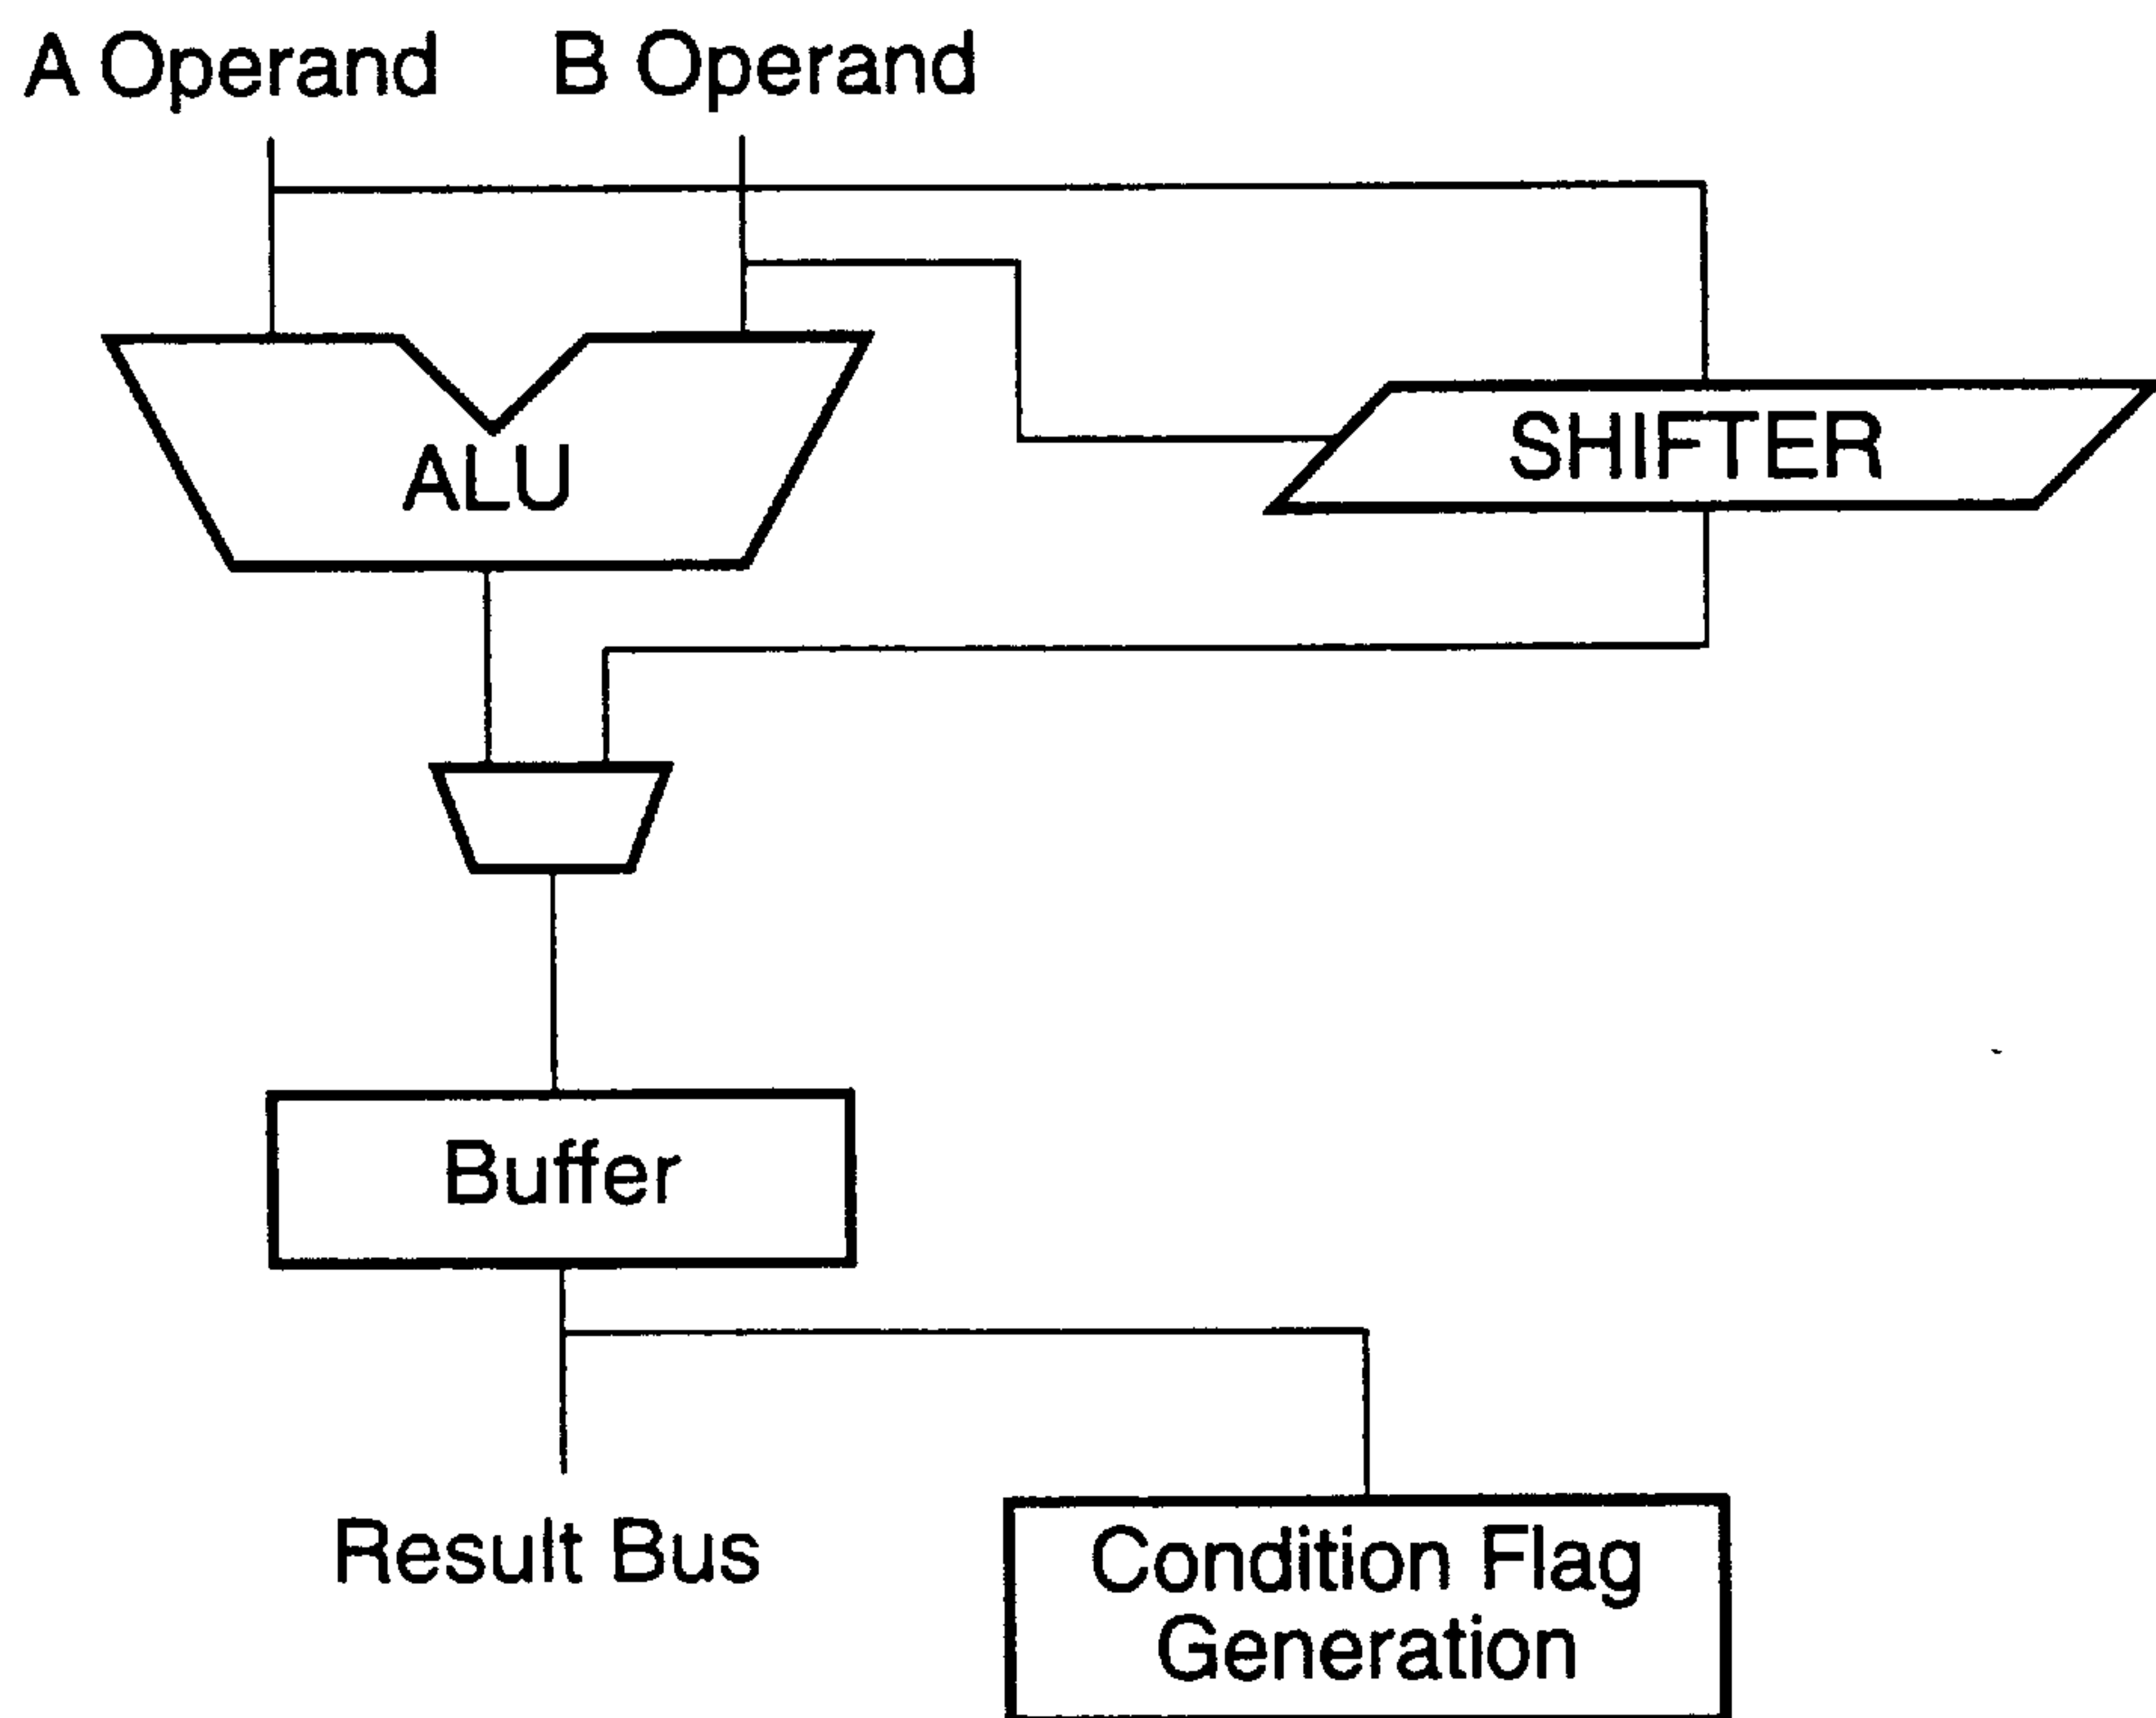 A Operand
B Operand
ALU
SHIFTER
Buffer
Result Bus
Condition Flag
Generation